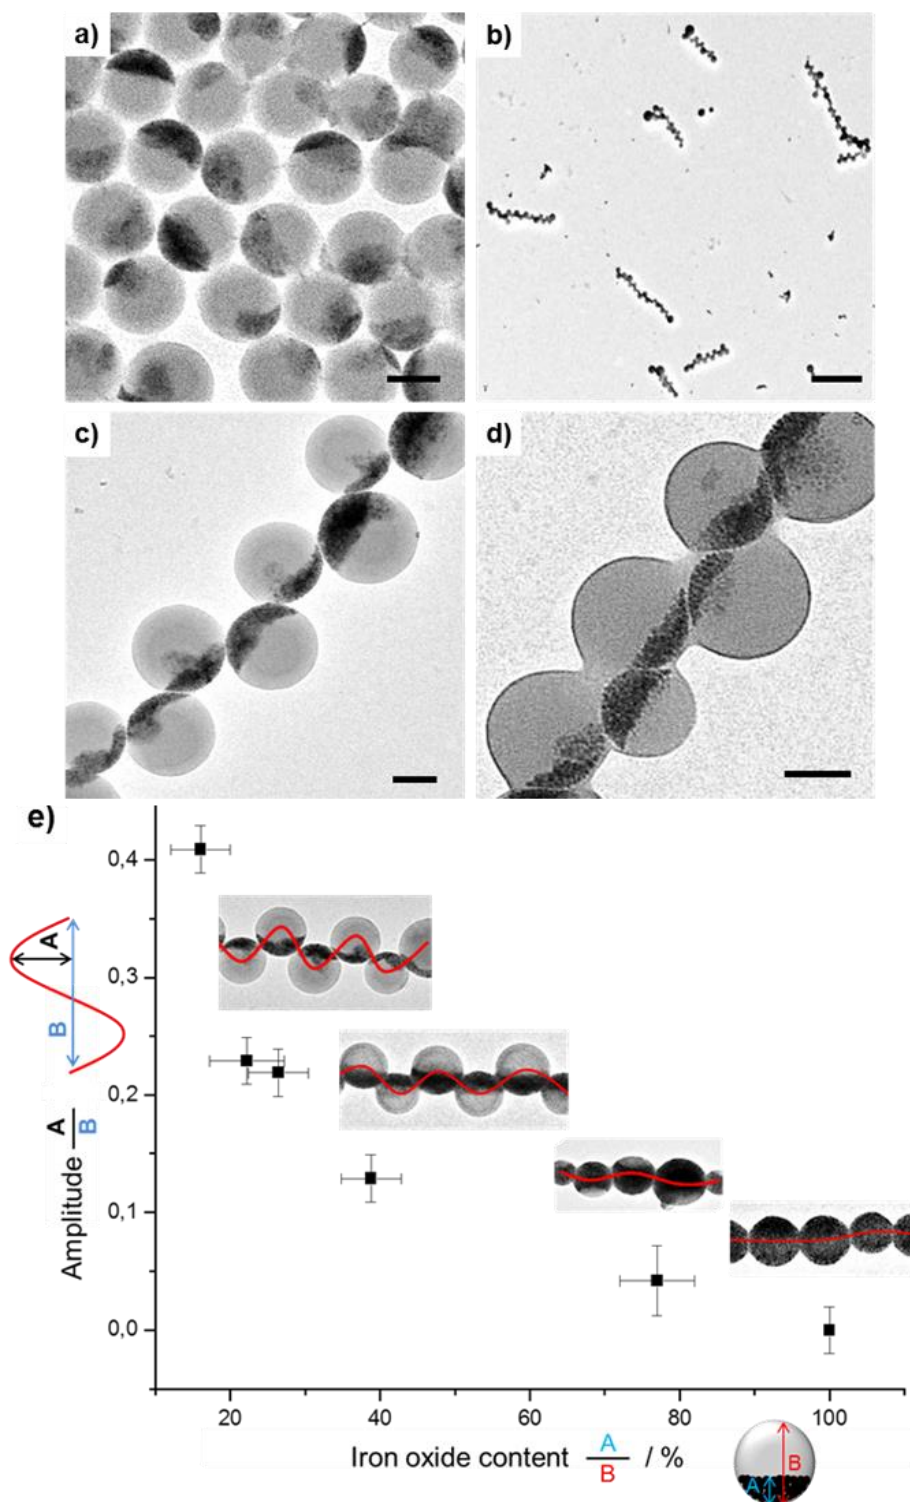 a)
b)
c)
d)
e)
0,4
0,3
0,2
0,1
0,0
A
B
Amplitude A
B
20
40
60
80
100
Iron oxide content A / %
B
B
A